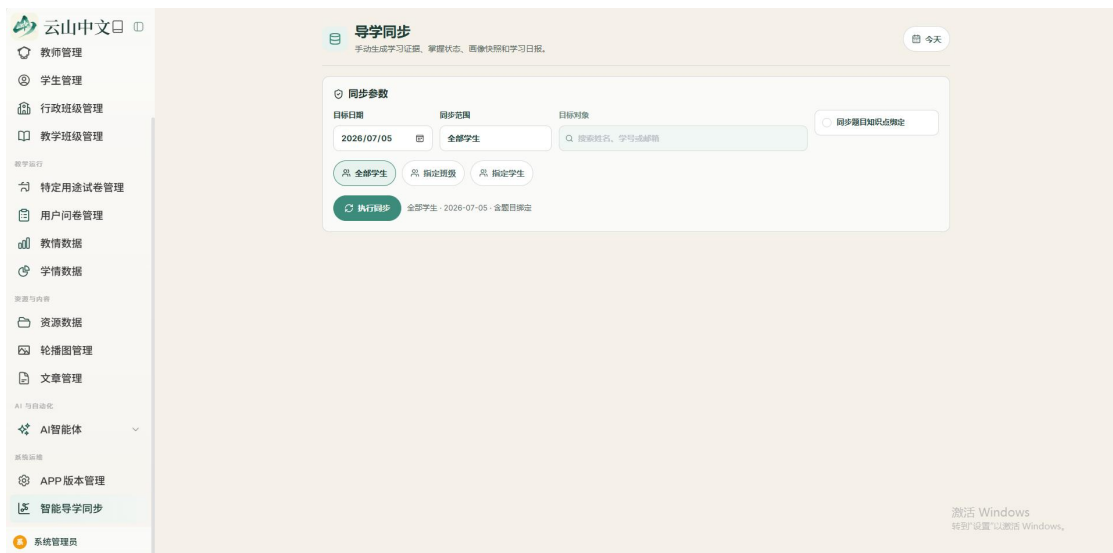 云山中文
教师管理
学生管理
行政班级管理
教学班级管理
教学运行
特定用途试卷管理
用户问卷管理
教情数据
学情数据
资源与内容
资源数据
轮播图管理
文章管理
AI 与自动化
AI智能体
系统运维
APP 版本管理
智能导学同步
系统管理员
导学同步
手动生成学习证据、掌握状态、画像快照和学习日报。
今天
同步参数
目标日期
同步范围
目标对象
2026/07/05
全部学生
搜索姓名、学号或邮箱
同步题目知识点绑定
全部学生
指定班级
指定学生
执行同步
全部学生 · 2026-07-05 · 含题目绑定
激活 Windows
转到"设置"以激活 Windows。